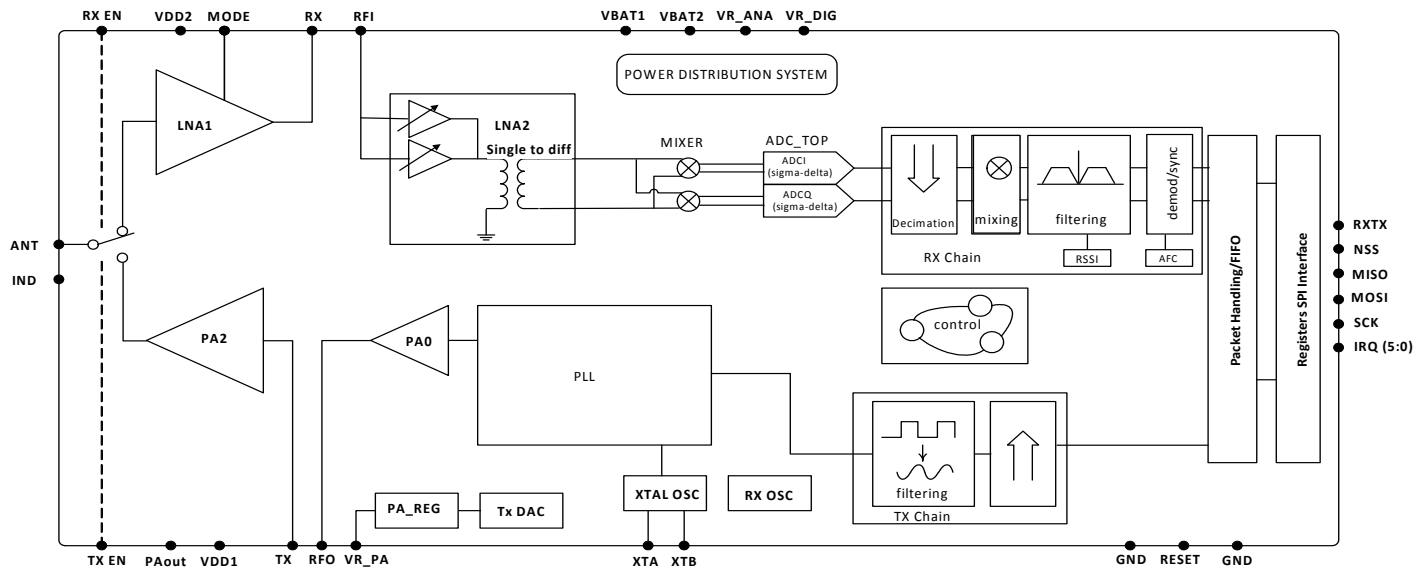 RX EN
VDD2
MODE
RX
RFI
VBAT1
VBAT2
VR_ANA
VR_DIG
POWER DISTRIBUTION SYSTEM
LNA1
LNA2
Single to diff
MIXER
ADC_TOP
ADCI
(sigma-delta)
ADCQ
(sigma-delta)
Decimation
mixing
filtering
demod/sync
RSSI
AFC
RX Chain
ANT
IND
RXTX
NSS
MISO
MOSI
SCK
IRQ (5:0)
Packet Handling/FIFO
Registers SPI Interface
control
PA2
PA0
PLL
filtering
TX Chain
XTAL OSC
RX OSC
PA_REG
Tx DAC
TX EN
PAout
VDD1
TX
RFO
VR_PA
XTA
XTB
GND
RESET
GND